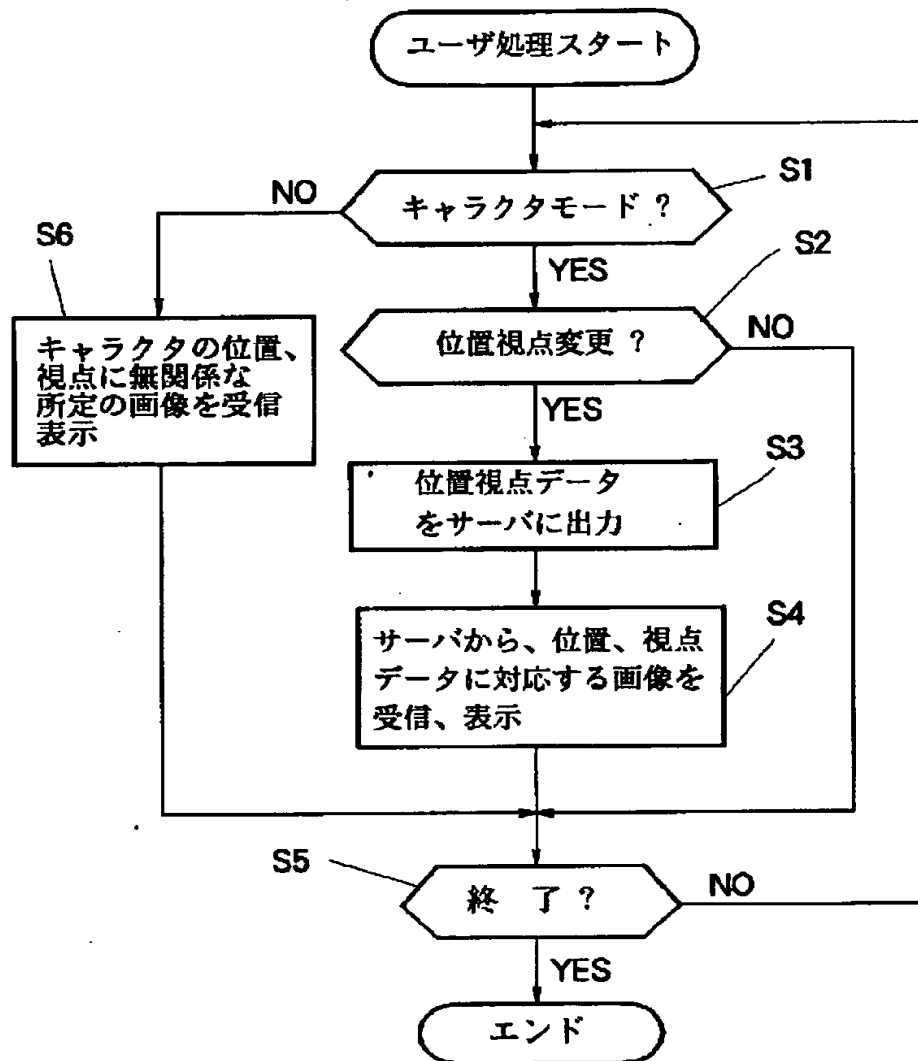 ユーザ処理スタート
S1
NO
キャラクタモード ?
S6
YES
S2
キャラクタの位置、
視点に無関係な
所定の画像を受信
表示
位置視点変更 ?
NO
YES
S3
位置視点データ
をサーバに出力
S4
サーバから、位置、視点
データに対応する画像を
受信、表示
S5
終 了 ?
NO
YES
エンド